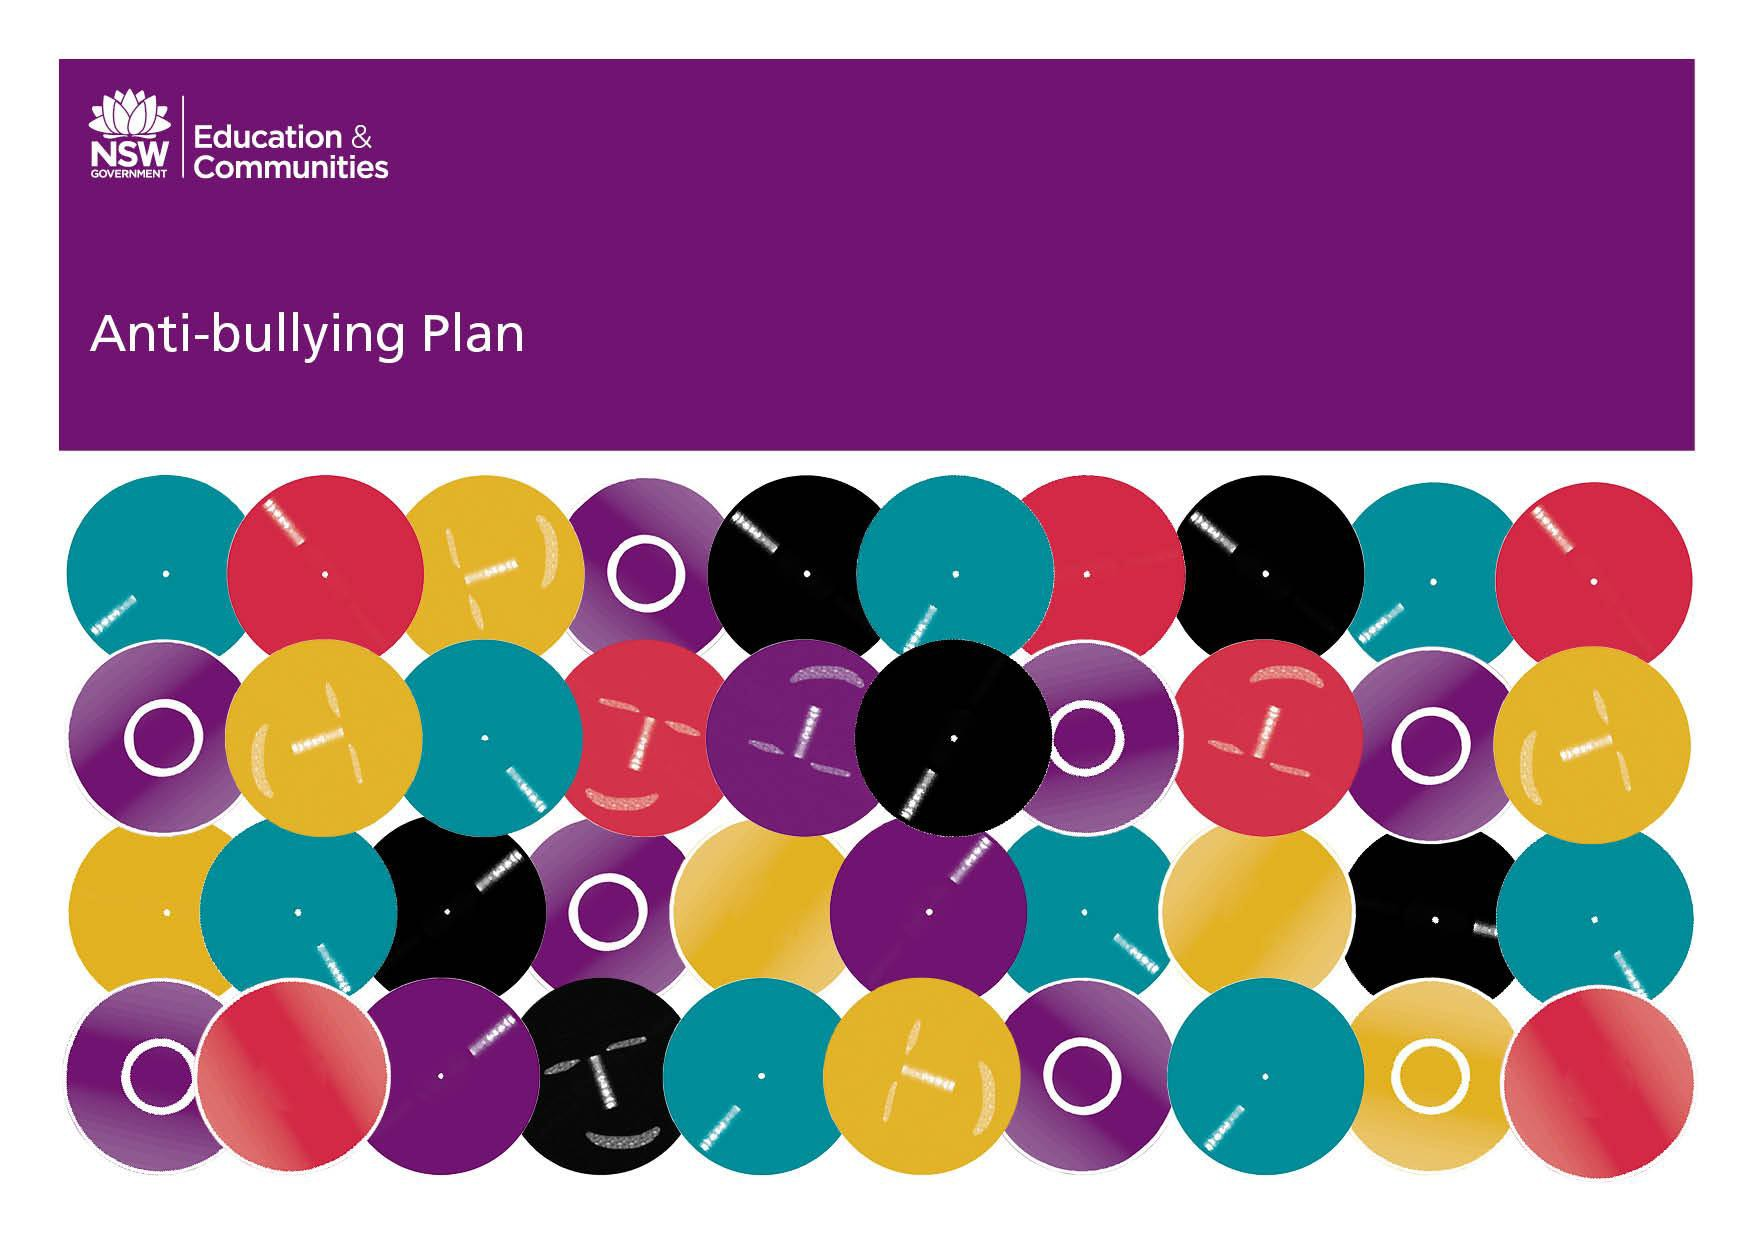 NSW
GOVERNMENT
Education &
Communities
Anti-bullying Plan